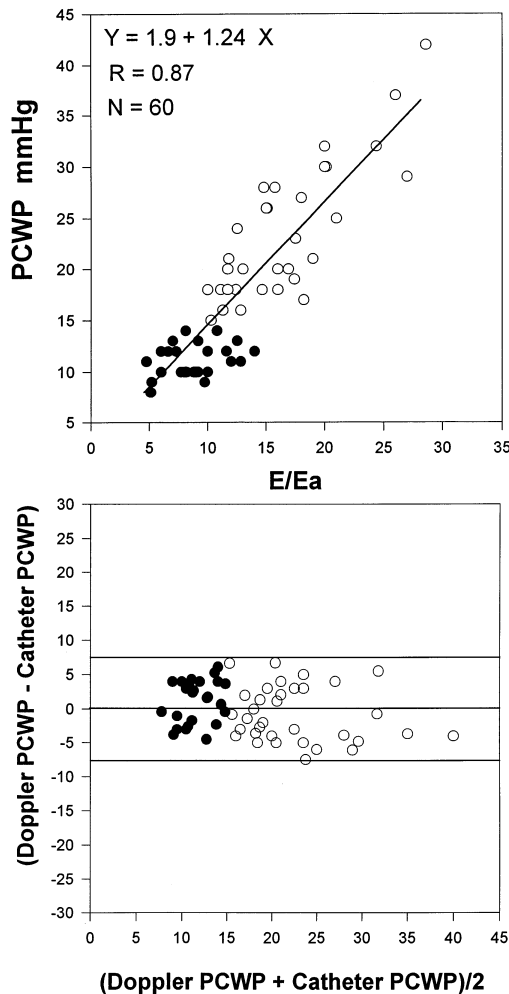 45
40
35
30
25
20
15
10
5
PCWP mmHg
Y = 1.9 + 1.24 X
R = 0.87
N = 60
0 5 10 15 20 25 30 35
E/Ea
30
25
20
15
10
5
0
-5
-10
-15
-20
-25
-30
(Doppler PCWP - Catheter PCWP)
0 5 10 15 20 25 30 35 40 45
(Doppler PCWP + Catheter PCWP)/2